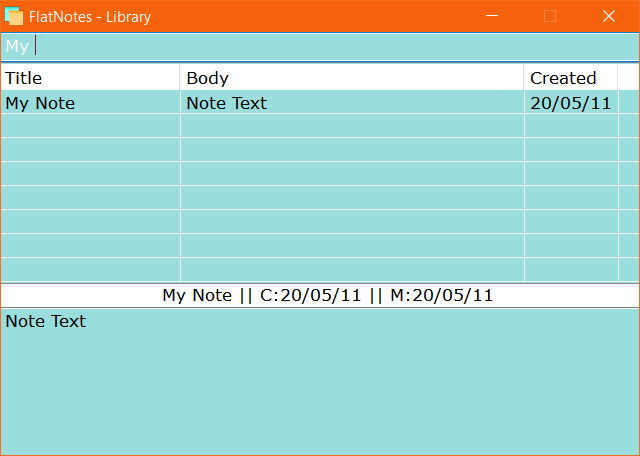 FlatNotes - Library
My
Title Body Created
My Note Note Text 20/05/11
My Note || C:20/05/11 || M:20/05/11
Note Text